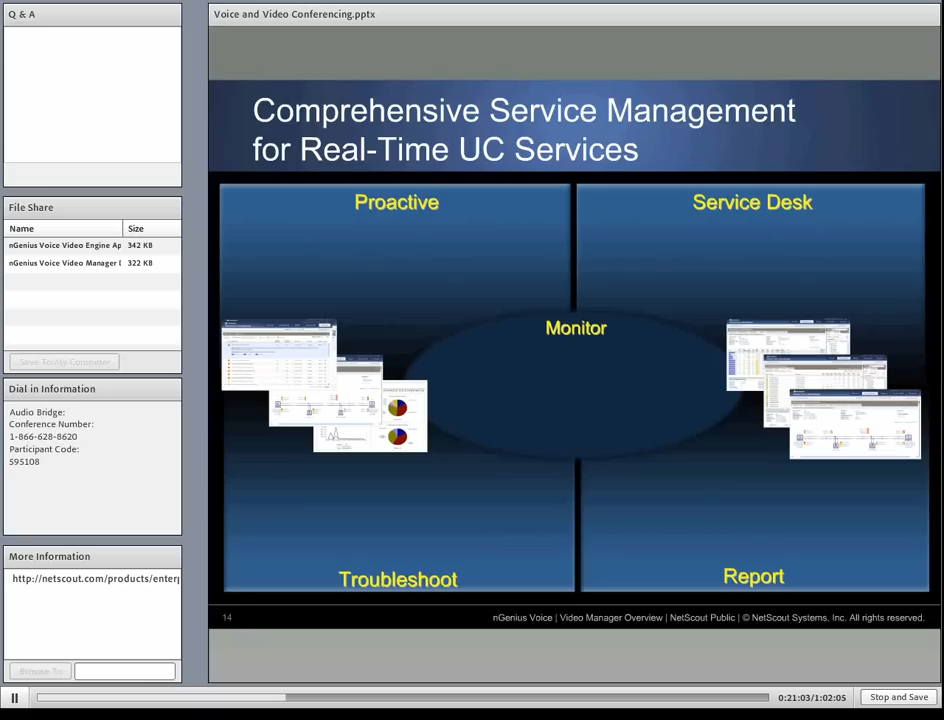 Q & A
Voice and Video Conferencing.pptx
Comprehensive Service Management
for Real-Time UC Services
File Share
Name Size
nGenius Voice Video Engine Ap 342 KB
nGenius Voice Video Manager 322 KB
Save To My Computer
Dial in Information
Audio Bridge:
Conference Number:
1-866-628-8620
Participant Code:
595108
More Information
http://netscout.com/products/enterp
Browse To
Proactive
Service Desk
Monitor
Troubleshoot
Report
14
nGenius Voice | Video Manager Overview | NetScout Public | © NetScout Systems, Inc. All rights reserved.
0:21:03/1:02:05
Stop and Save